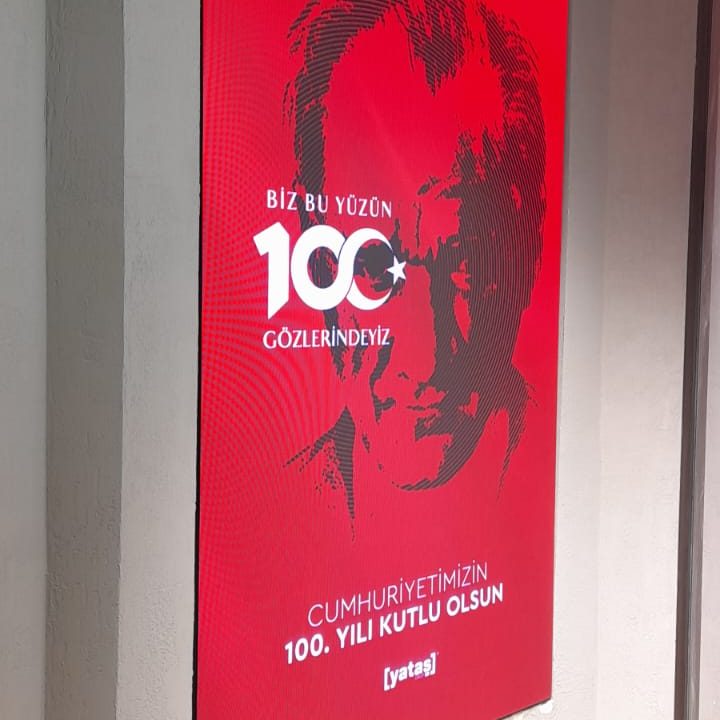 BİZ BU YÜZÜN
100
GÖZLERİNDEYİZ
CUMHURİYETİMİZİN
100. YILI KUTLU OLSUN
[yataş]